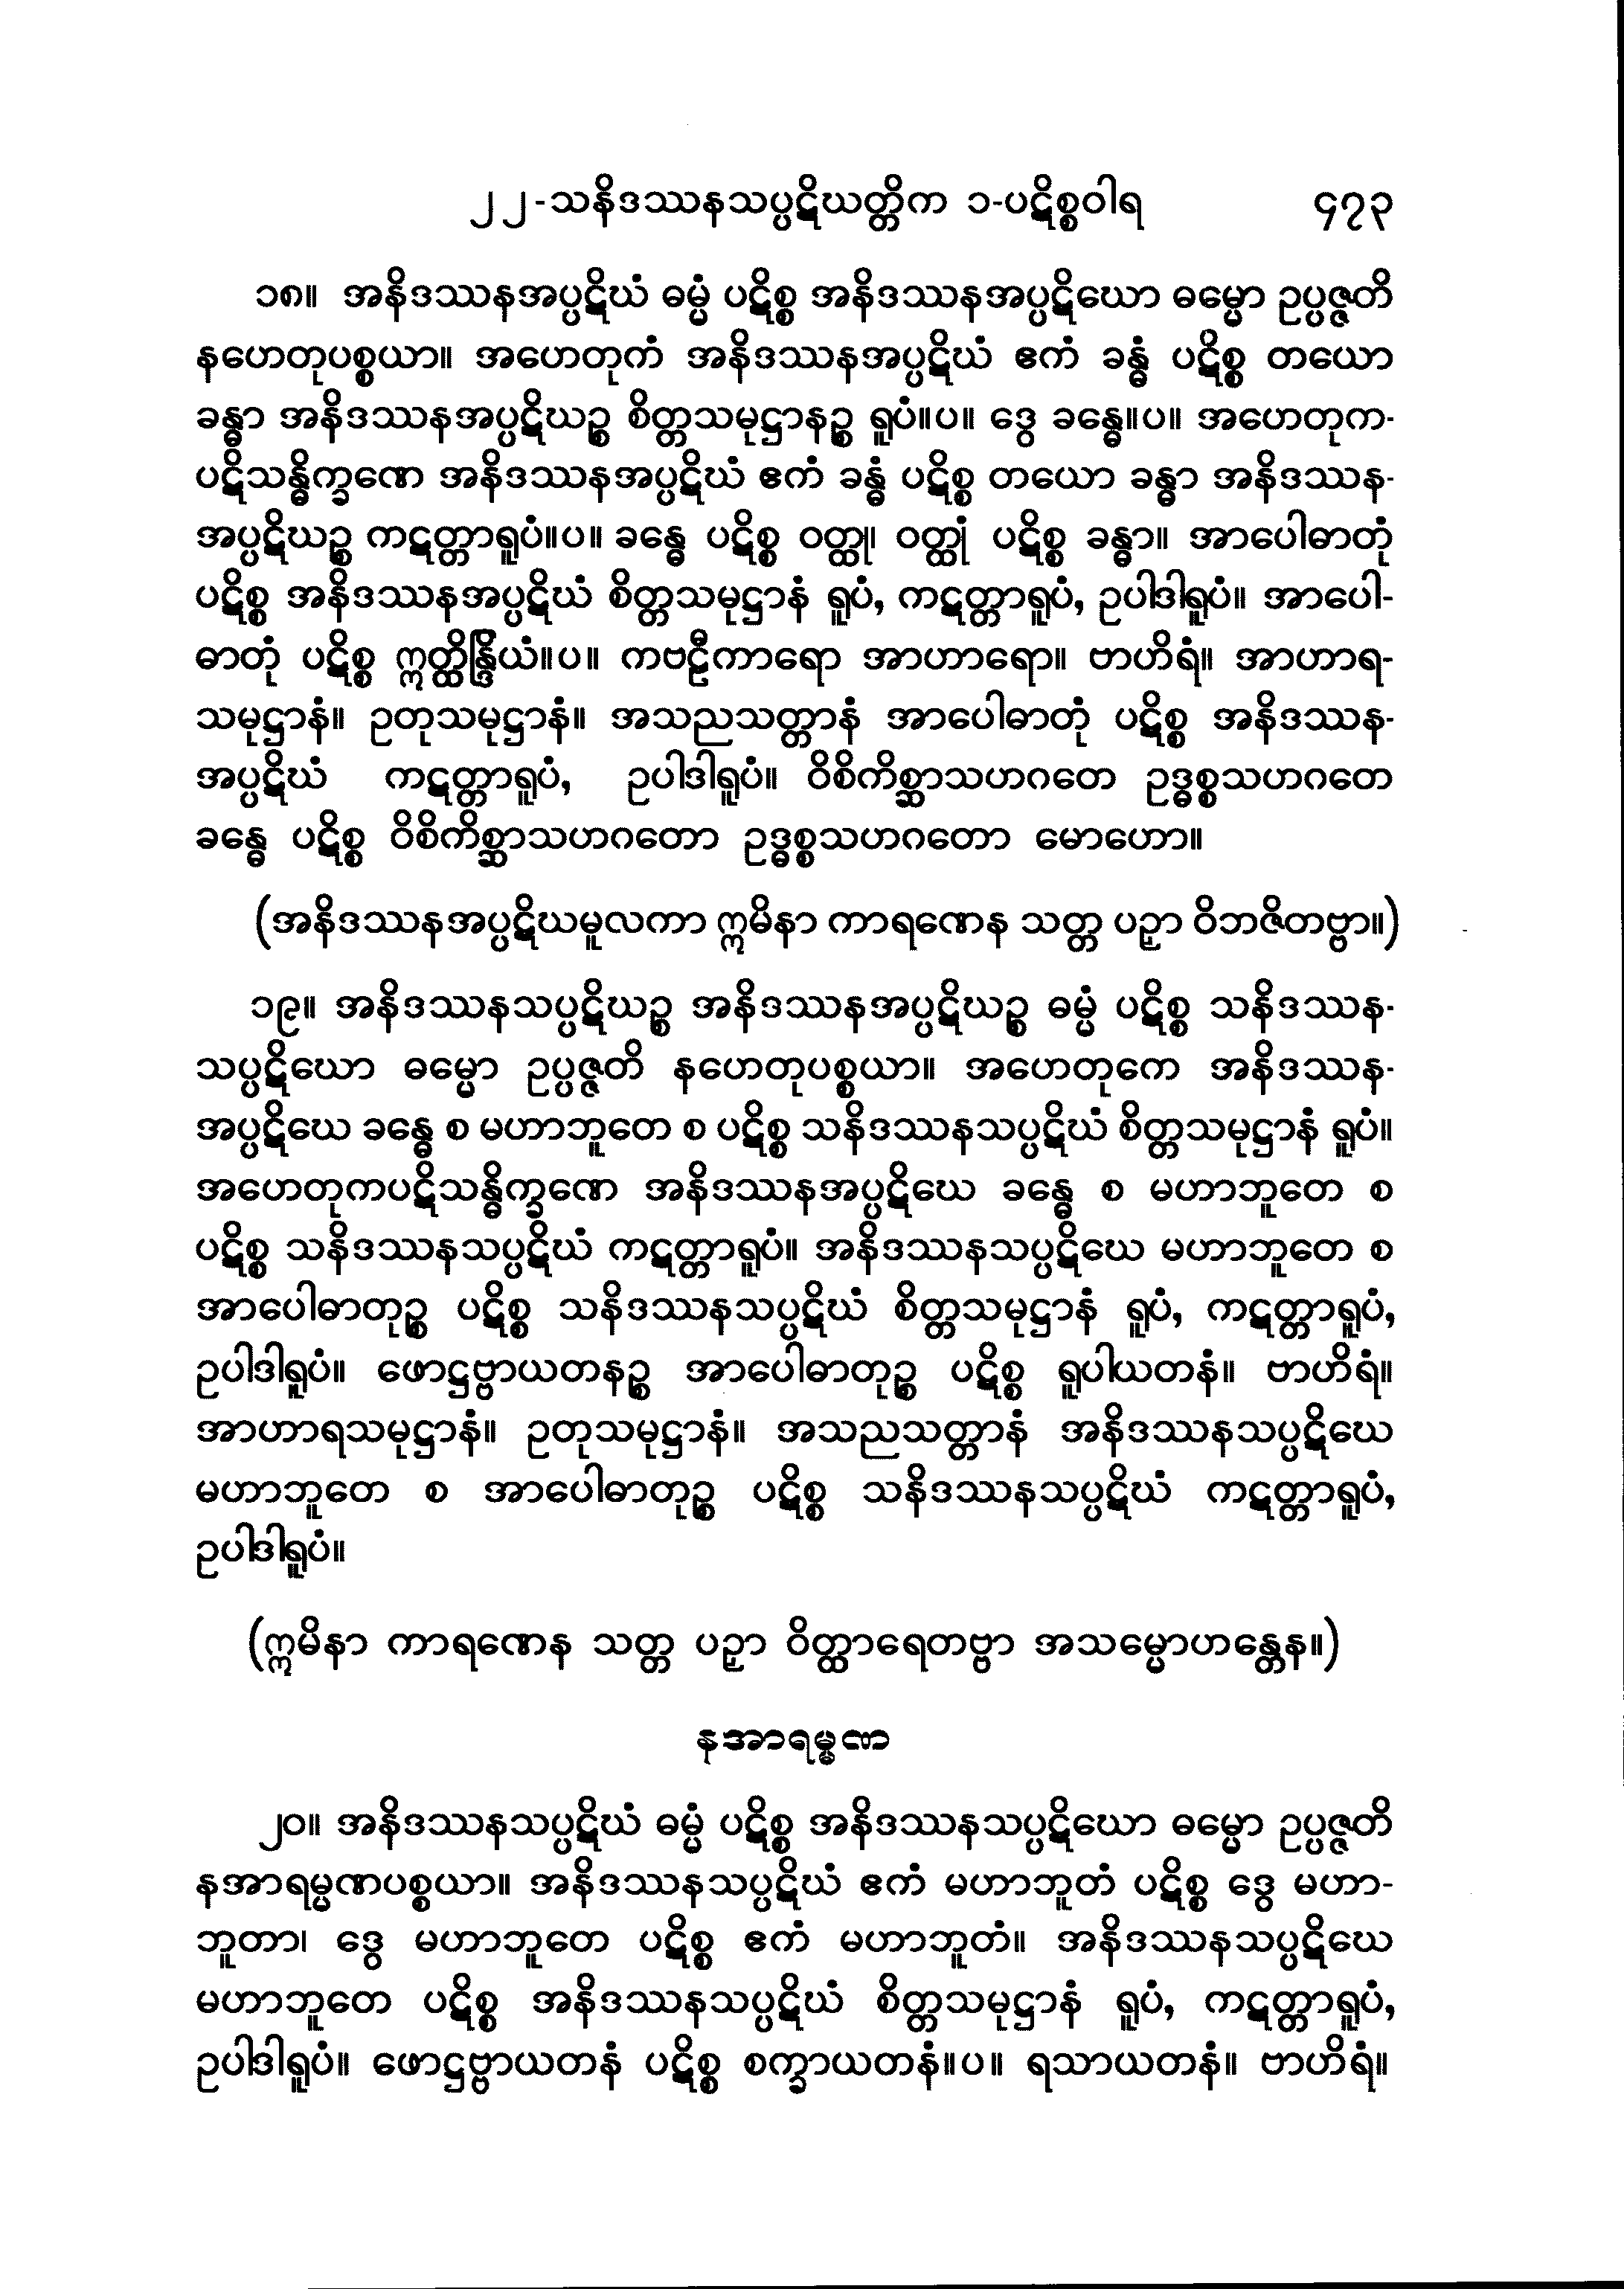 ၂၂-သနိဒဿနသပ္ပဋိဃတ္တိက ၁-ပဋိစ္စဝါရ ၄၇၃
၁၈။ အနိဒဿနအပ္ပဋိဃံ ဓမ္မံ ပဋိစ္စ အနိဒဿနအပ္ပဋိဃော ဓမ္မော ဥပ္ပဇ္ဇတိ
နဟေတုပစ္စယာ။ အဟေတုကံ အနိဒဿနအပ္ပဋိဃံ ဧကံ ခန္ဓံ ပဋိစ္စ တယော
ခန္ဓာ အနိဒဿနအပ္ပဋိဃဉ္စ စိတ္တသမုဋ္ဌာနဉ္စ ရူပံ။ပ။ ဒွေ ခန္ဓေ။ပ။ အဟေတုက-
ပဋိသန္ဓိက္ခဏေ အနိဒဿနအပ္ပဋိဃံ ဧကံ ခန္ဓံ ပဋိစ္စ တယော ခန္ဓာ အနိဒဿန-
အပ္ပဋိဃဉ္စ ကဋတ္တာရူပံ။ပ။ ခန္ဓေ ပဋိစ္စ ဝတ္ထု၊ ဝတ္ထုံ ပဋိစ္စ ခန္ဓာ။ အာပေါဓာတုံ
ပဋိစ္စ အနိဒဿနအပ္ပဋိဃံ စိတ္တသမုဋ္ဌာနံ ရူပံ, ကဋတ္တာရူပံ, ဥပါဒါရူပံ။ အာပေါ-
ဓာတုံ ပဋိစ္စ ဣတ္ထိန္ဒြိယံ။ပ။ ကဗဠီကာရော အာဟာရော။ ဗာဟိရံ။ အာဟာရ-
သမုဋ္ဌာနံ။ ဥတုသမုဋ္ဌာနံ။ အသညသတ္တာနံ အာပေါဓာတုံ ပဋိစ္စ အနိဒဿန-
အပ္ပဋိဃံ ကဋတ္တာရူပံ, ဥပါဒါရူပံ။ ဝိစိကိစ္ဆာသဟဂတေ ဥဒ္ဓစ္စသဟဂတေ
ခန္ဓေ ပဋိစ္စ ဝိစိကိစ္ဆာသဟဂတော ဥဒ္ဓစ္စသဟဂတော မောဟော။
(အနိဒဿနအပ္ပဋိဃမူလကာ ဣမိနာ ကာရဏေန သတ္တ ပဉှာ ဝိဘဇိတဗ္ဗာ။)
၁၉။ အနိဒဿနသပ္ပဋိဃဉ္စ အနိဒဿနအပ္ပဋိဃဉ္စ ဓမ္မံ ပဋိစ္စ သနိဒဿန-
သပ္ပဋိဃော ဓမ္မော ဥပ္ပဇ္ဇတိ နဟေတုပစ္စယာ။ အဟေတုကေ အနိဒဿန-
အပ္ပဋိဃေ ခန္ဓေ စ မဟာဘူတေ စ ပဋိစ္စ သနိဒဿနသပ္ပဋိဃံ စိတ္တသမုဋ္ဌာနံ ရူပံ။
အဟေတုကပဋိသန္ဓိက္ခဏေ အနိဒဿနအပ္ပဋိဃေ ခန္ဓေ စ မဟာဘူတေ စ
ပဋိစ္စ သနိဒဿနသပ္ပဋိဃံ ကဋတ္တာရူပံ။ အနိဒဿနသပ္ပဋိဃေ မဟာဘူတေ စ
အာပေါဓာတုဉ္စ ပဋိစ္စ သနိဒဿနသပ္ပဋိဃံ စိတ္တသမုဋ္ဌာနံ ရူပံ, ကဋတ္တာရူပံ,
ဥပါဒါရူပံ။ ဖောဋ္ဌဗ္ဗာယတနဉ္စ အာပေါဓာတုဉ္စ ပဋိစ္စ ရူပါယတနံ။ ဗာဟိရံ။
အာဟာရသမုဋ္ဌာနံ။ ဥတုသမုဋ္ဌာနံ။ အသညသတ္တာနံ အနိဒဿနသပ္ပဋိဃေ
မဟာဘူတေ စ အာပေါဓာတုဉ္စ ပဋိစ္စ သနိဒဿနသပ္ပဋိဃံ ကဋတ္တာရူပံ,
ဥပါဒါရူပံ။
(ဣမိနာ ကာရဏေန သတ္တ ပဉှာ ဝိတ္ထာရေတဗ္ဗာ အသမ္မောဟန္တေန။)
နအာရမ္မဏ
၂၀။ အနိဒဿနသပ္ပဋိဃံ ဓမ္မံ ပဋိစ္စ အနိဒဿနသပ္ပဋိဃော ဓမ္မော ဥပ္ပဇ္ဇတိ
နအာရမ္မဏပစ္စယာ။ အနိဒဿနသပ္ပဋိဃံ ဧကံ မဟာဘူတံ ပဋိစ္စ ဒွေ မဟာ-
ဘူတာ၊ ဒွေ မဟာဘူတေ ပဋိစ္စ ဧကံ မဟာဘူတံ။ အနိဒဿနသပ္ပဋိဃေ
မဟာဘူတေ ပဋိစ္စ အနိဒဿနသပ္ပဋိဃံ စိတ္တသမုဋ္ဌာနံ ရူပံ, ကဋတ္တာရူပံ,
ဥပါဒါရူပံ။ ဖောဋ္ဌဗ္ဗာယတနံ ပဋိစ္စ စက္ခာယတနံ။ပ။ ရသာယတနံ။ ဗာဟိရံ။